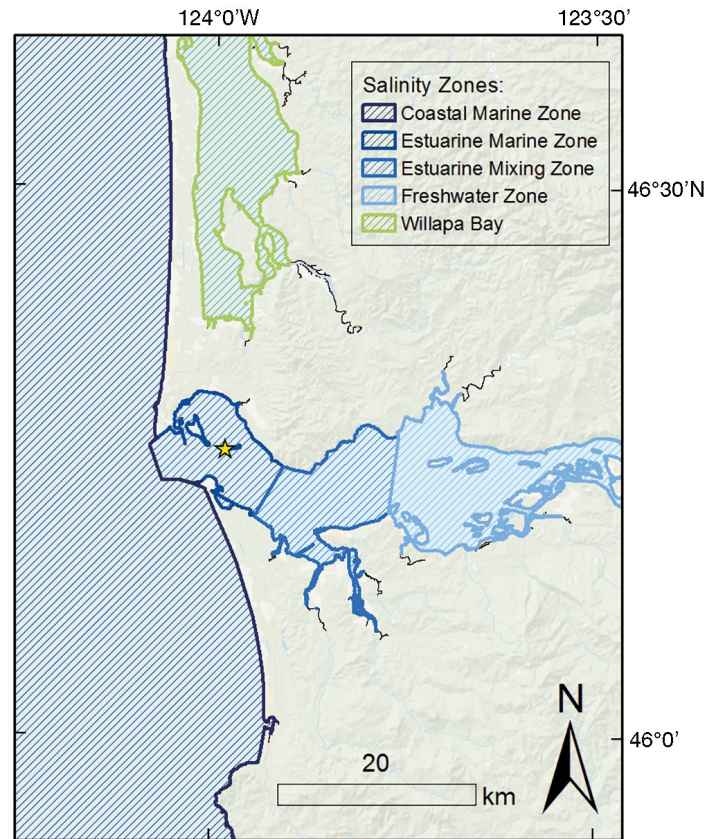 124°0'W
123°30'
Salinity Zones:
Coastal Marine Zone
Estuarine Marine Zone
Estuarine Mixing Zone
Freshwater Zone
Willapa Bay
46°30'N
46°0'
N
20
km